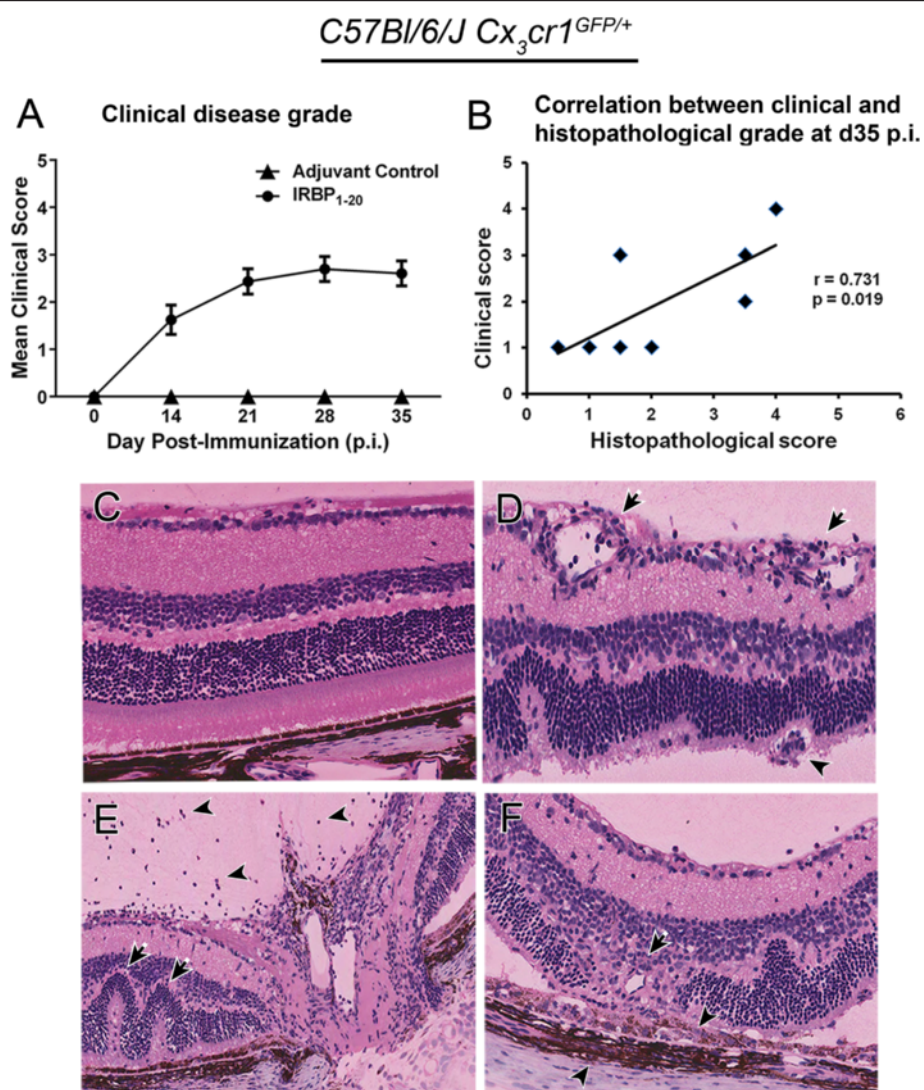 C57Bl/6/J Cx3cr1GFP/+
A
Clinical disease grade
Mean Clinical Score
5
4
3
2
1
0
Adjuvant Control
IRBP1-20
0 14 21 28 35
Day Post-Immunization (p.i.)
B
Correlation between clinical and
histopathological grade at d35 p.i.
Clinical score
5
4
3
2
1
0
r = 0.731
p = 0.019
0 1 2 3 4 5 6
Histopathological score
C
D
E
F